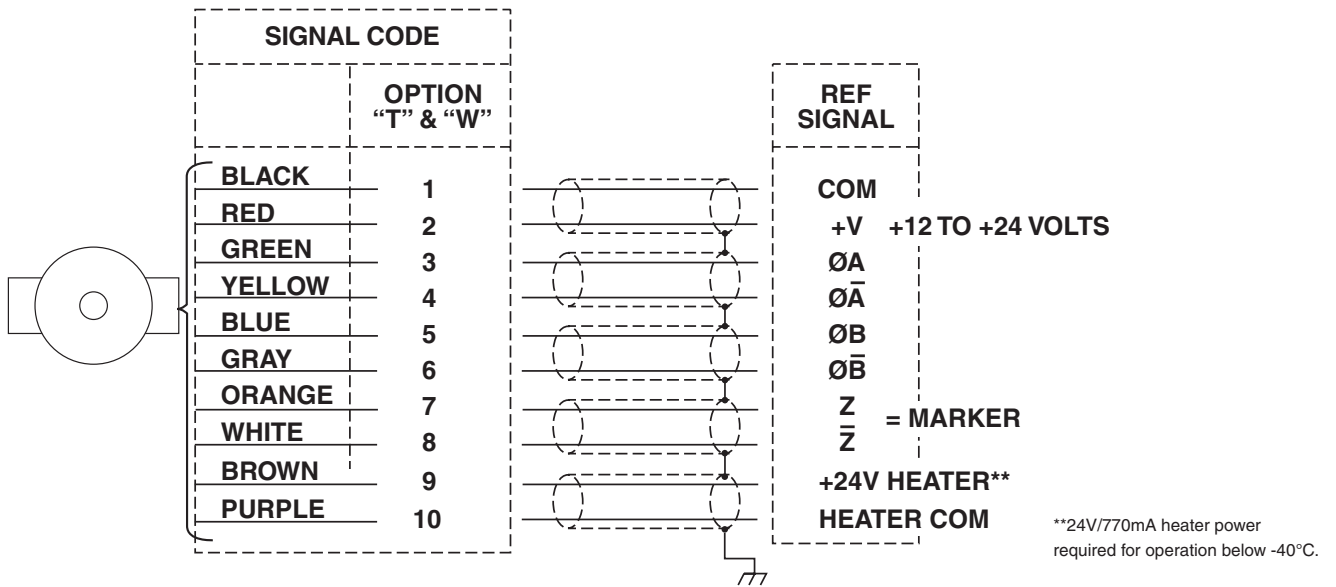 SIGNAL CODE
OPTION
“T” & “W”
REF
SIGNAL
BLACK 1 COM
RED 2 +V +12 TO +24 VOLTS
GREEN 3 ØA
YELLOW 4 ØA̅
BLUE 5 ØB
GRAY 6 ØB̅
ORANGE 7 Z
= MARKER
WHITE 8 Z̅
BROWN 9 +24V HEATER**
PURPLE 10 HEATER COM
**24V/770mA heater power
required for operation below -40°C.